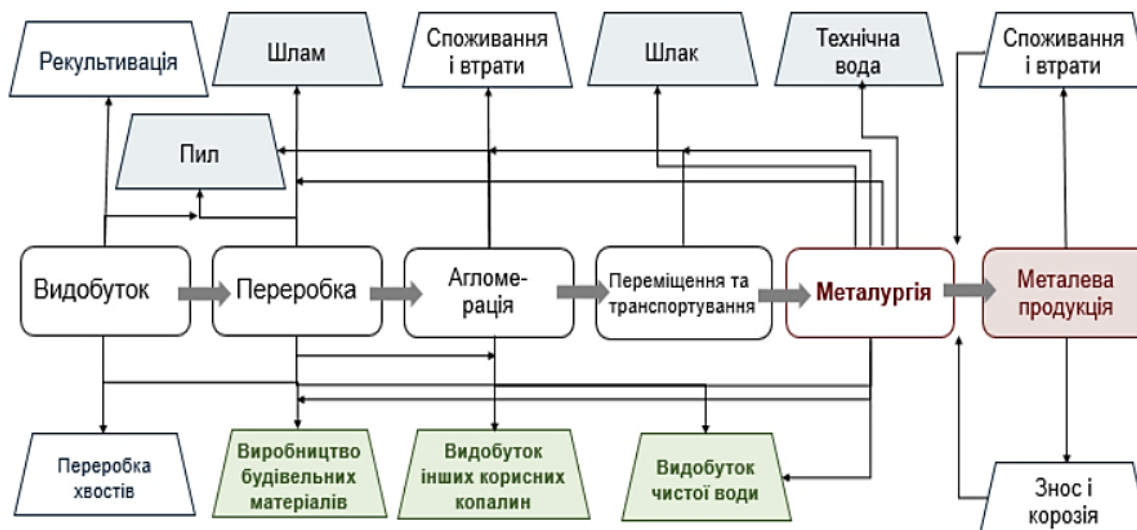 Рекультивація
Шлам
Споживання
і втрати
Шлак
Технічна
вода
Споживання
і втрати
Пил
Видобуток
Переробка
Агломе-
рація
Переміщення та
транспортування
Металургія
Металева
продукція
Переробка
хвостів
Виробництво
будівельних
матеріалів
Видобуток
інших корисних
копалин
Видобуток
чистої води
Знос і
корозія